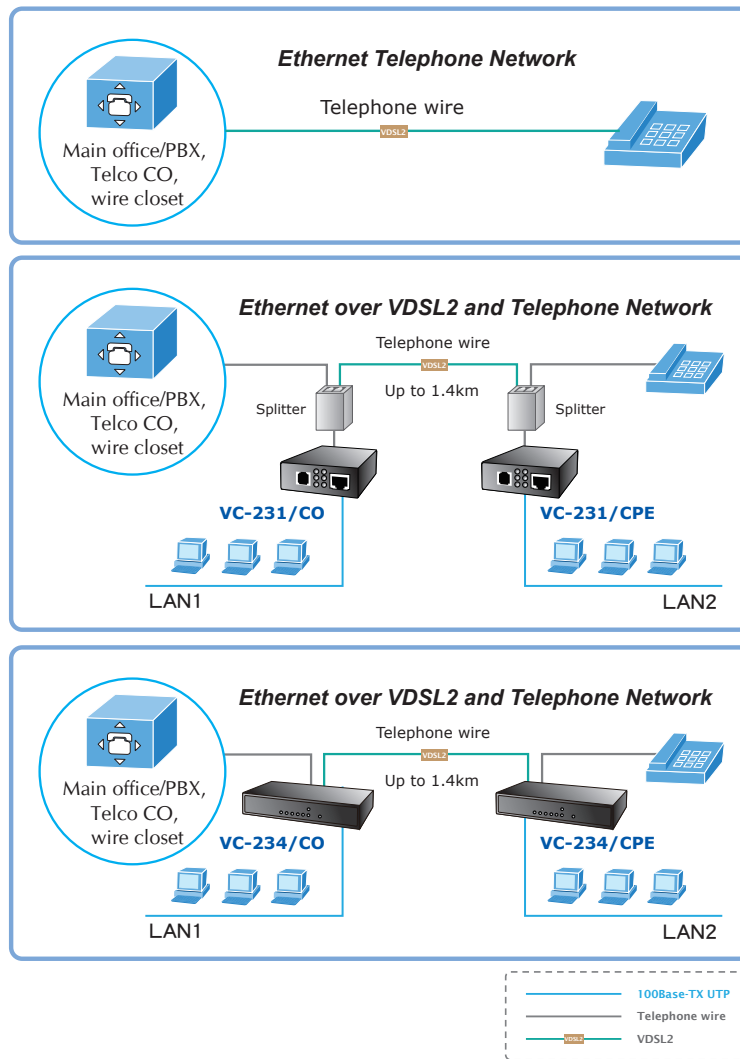 Ethernet Telephone Network
Telephone wire
VDSL2
Main office/PBX,
Telco CO,
wire closet
Ethernet over VDSL2 and Telephone Network
Telephone wire
VDSL2
Up to 1.4km
Main office/PBX,
Telco CO,
wire closet
Splitter
Splitter
VC-231/CO
VC-231/CPE
LAN1
LAN2
Ethernet over VDSL2 and Telephone Network
Telephone wire
VDSL2
Up to 1.4km
Main office/PBX,
Telco CO,
wire closet
VC-234/CO
VC-234/CPE
LAN1
LAN2
100Base-TX UTP
Telephone wire
VDSL2
VDSL2